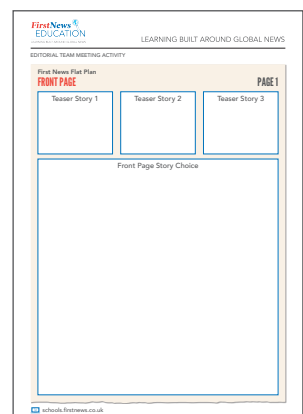 FirstNews
EDUCATION
LEARNING BUILT AROUND GLOBAL NEWS
EDITORIAL TEAM MEETING ACTIVITY
First News Flat Plan
FRONT PAGE
PAGE 1
Teaser Story 1
Teaser Story 2
Teaser Story 3
Front Page Story Choice
schools.firstnews.co.uk